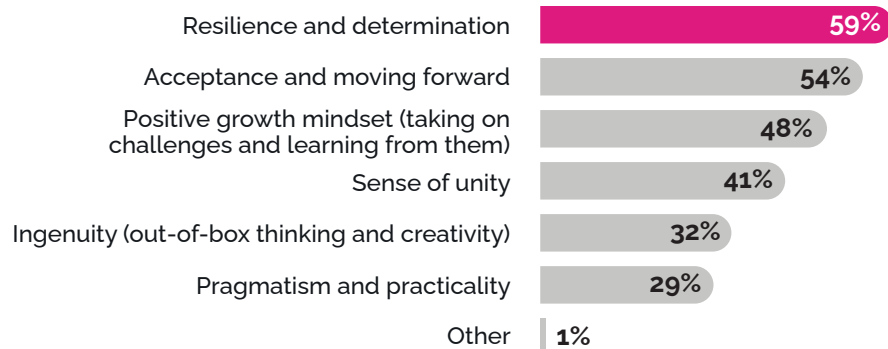 Resilience and determination 59%
Acceptance and moving forward 54%
Positive growth mindset (taking on
challenges and learning from them) 48%
Sense of unity 41%
Ingenuity (out-of-box thinking and creativity) 32%
Pragmatism and practicality 29%
Other 1%